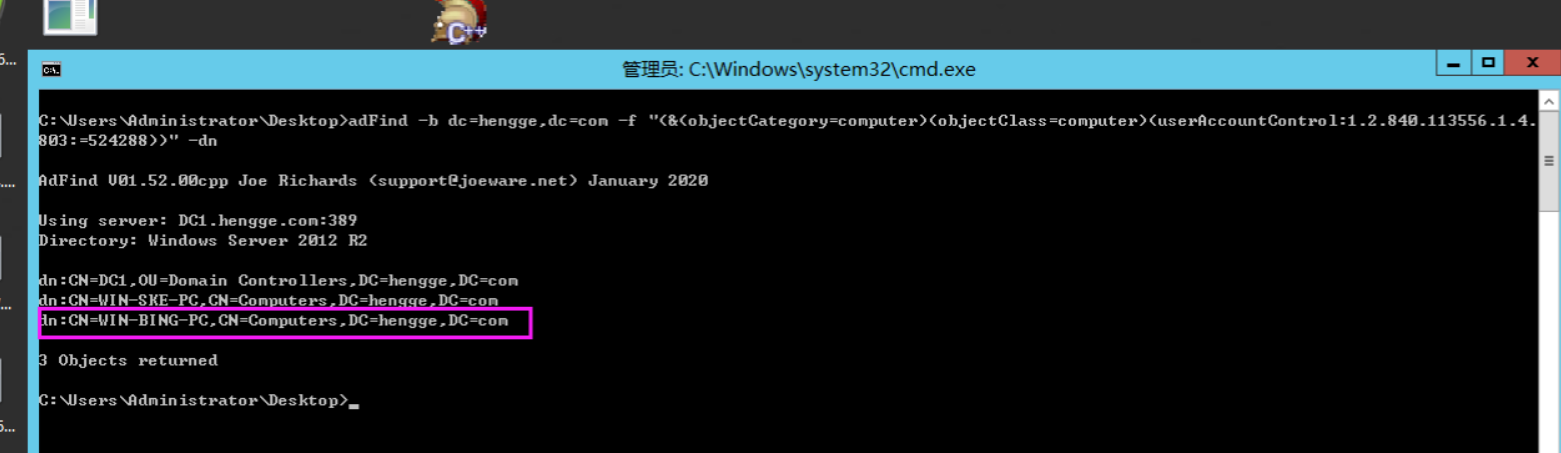 C++
管理员: C:\Windows\system32\cmd.exe
C:\Users\Administrator\Desktop>adFind -b dc=hengge,dc=com -f "(&(objectCategory=computer)(objectClass=computer)(userAccountControl:1.2.840.113556.1.4.
803:=524288))" -dn
AdFind V01.52.00cpp Joe Richards (support@joeware.net) January 2020
Using server: DC1.hengge.com:389
Directory: Windows Server 2012 R2
dn:CN=DC1,OU=Domain Controllers,DC=hengge,DC=com
dn:CN=WIN-SKE-PC,CN=Computers,DC=hengge,DC=com
dn:CN=WIN-BING-PC,CN=Computers,DC=hengge,DC=com
3 Objects returned
C:\Users\Administrator\Desktop>_